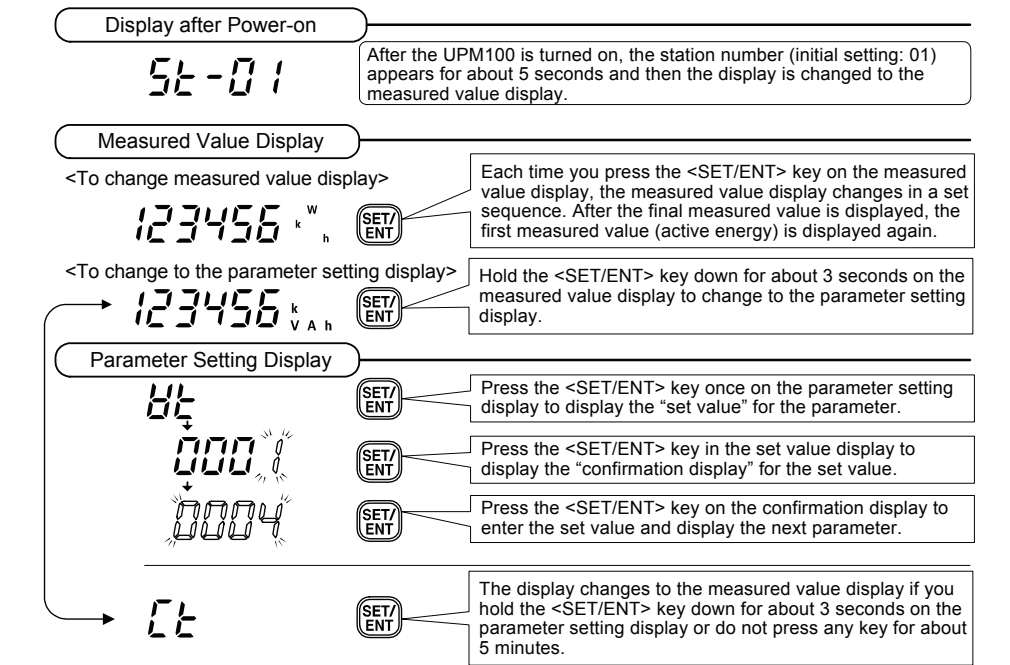 Display after Power-on
St-01
After the UPM100 is turned on, the station number (initial setting: 01)
appears for about 5 seconds and then the display is changed to the
measured value display.
Measured Value Display
<To change measured value display>
123456 k W h
SET/
ENT
Each time you press the <SET/ENT> key on the measured
value display, the measured value display changes in a set
sequence. After the final measured value is displayed, the
first measured value (active energy) is displayed again.
<To change to the parameter setting display>
123456 k
V A h
SET/
ENT
Hold the <SET/ENT> key down for about 3 seconds on the
measured value display to change to the parameter setting
display.
Parameter Setting Display
Vt
SET/
ENT
Press the <SET/ENT> key once on the parameter setting
display to display the “set value” for the parameter.
0001
SET/
ENT
Press the <SET/ENT> key in the set value display to
display the “confirmation display” for the set value.
0004
SET/
ENT
Press the <SET/ENT> key on the confirmation display to
enter the set value and display the next parameter.
Ct
SET/
ENT
The display changes to the measured value display if you
hold the <SET/ENT> key down for about 3 seconds on the
parameter setting display or do not press any key for about
5 minutes.